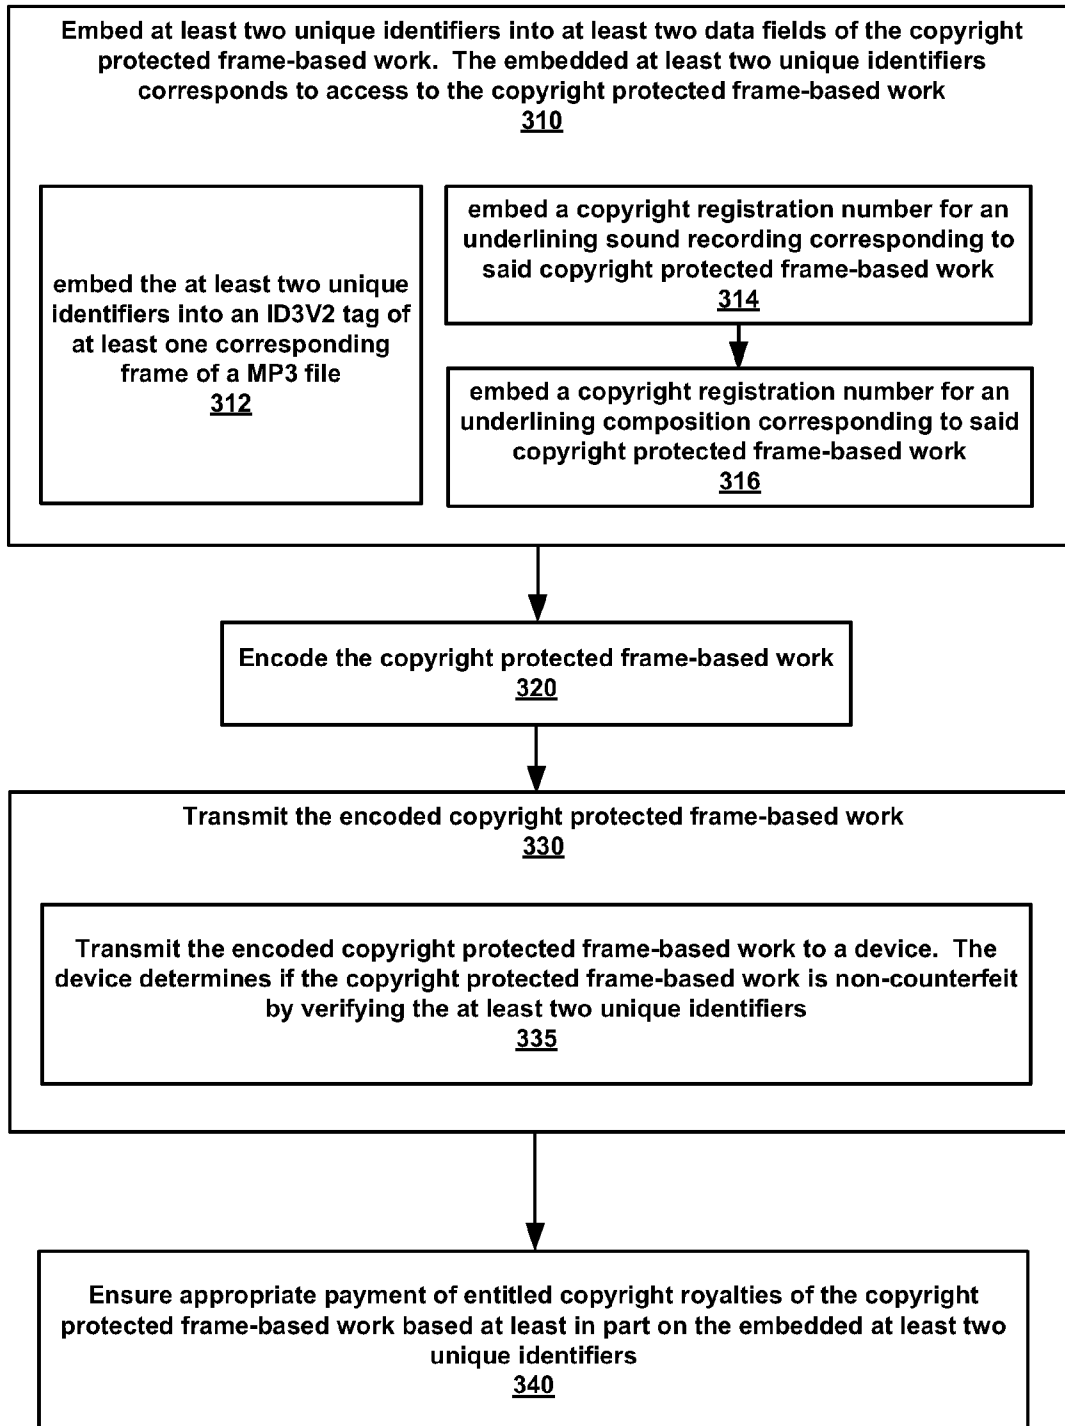 Embed at least two unique identifiers into at least two data fields of the copyright
protected frame-based work.  The embedded at least two unique identifiers
corresponds to access to the copyright protected frame-based work
310
embed the at least two unique
identifiers into an ID3V2 tag of
at least one corresponding
frame of a MP3 file
312
embed a copyright registration number for an
underlining sound recording corresponding to
said copyright protected frame-based work
314
embed a copyright registration number for an
underlining composition corresponding to said
copyright protected frame-based work
316
Encode the copyright protected frame-based work
320
Transmit the encoded copyright protected frame-based work
330
Transmit the encoded copyright protected frame-based work to a device.  The
device determines if the copyright protected frame-based work is non-counterfeit
by verifying the at least two unique identifiers
335
Ensure appropriate payment of entitled copyright royalties of the copyright
protected frame-based work based at least in part on the embedded at least two
unique identifiers
340